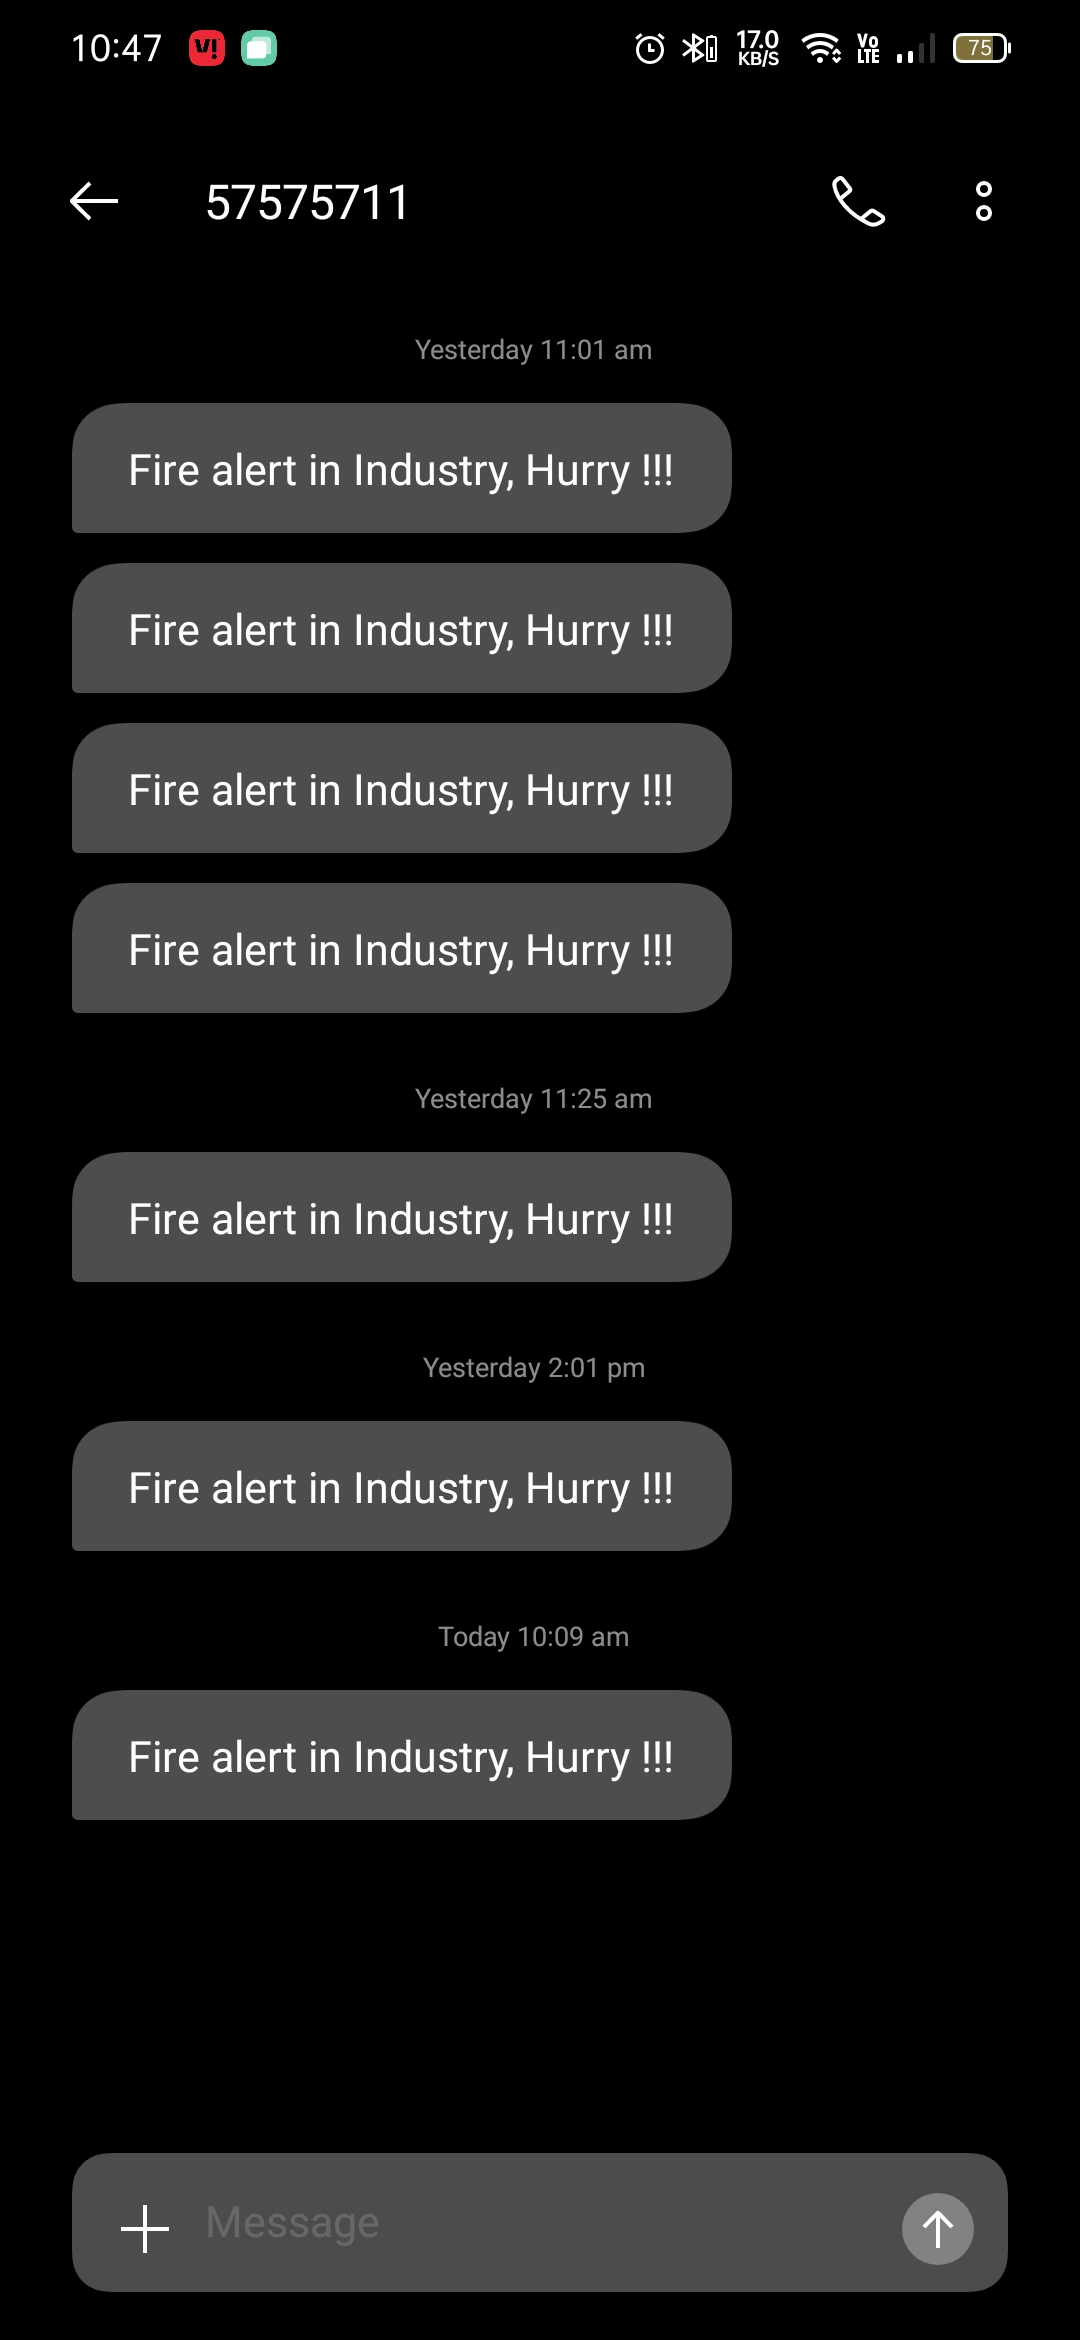 10:47 V! 17.0 KB/S Vo LTE 75
57575711
Yesterday 11:01 am
Fire alert in Industry, Hurry !!!
Fire alert in Industry, Hurry !!!
Fire alert in Industry, Hurry !!!
Fire alert in Industry, Hurry !!!
Yesterday 11:25 am
Fire alert in Industry, Hurry !!!
Yesterday 2:01 pm
Fire alert in Industry, Hurry !!!
Today 10:09 am
Fire alert in Industry, Hurry !!!
Message